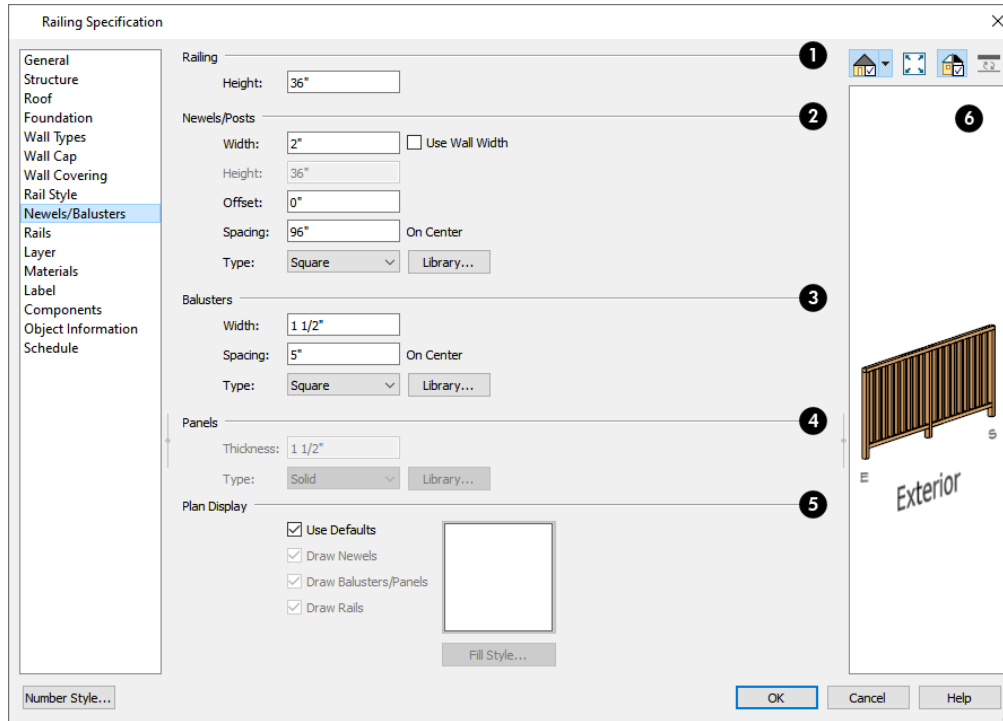 Railing Specification
General
Structure
Roof
Foundation
Wall Types
Wall Cap
Wall Covering
Rail Style
Newels/Balusters
Rails
Layer
Materials
Label
Components
Object Information
Schedule
Number Style...
Railing 1
Height: 36"
Newels/Posts 2
Width: 2" Use Wall Width
Height: 36"
Offset: 0"
Spacing: 96" On Center
Type: Square Library...
Balusters 3
Width: 1 1/2"
Spacing: 5" On Center
Type: Square Library...
Panels 4
Thickness: 1 1/2"
Type: Solid Library...
Plan Display 5
Use Defaults
Draw Newels
Draw Balusters/Panels
Draw Rails
Fill Style...
6
E
S
Exterior
OK Cancel Help